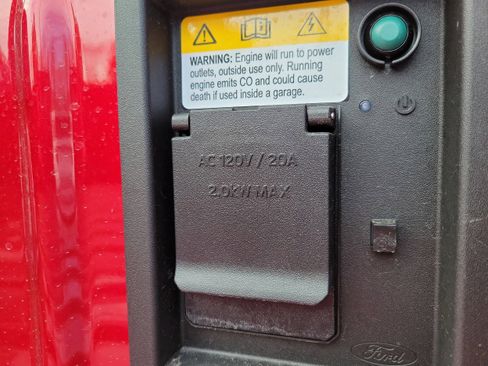 WARNING: Engine will run to power
outlets, outside use only. Running
engine emits CO and could cause
death if used inside a garage.
AC 120V / 20A
2.0kW MAX
Ford